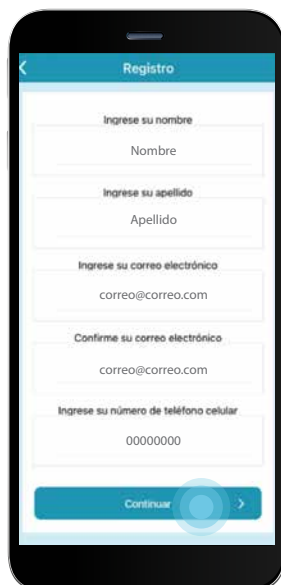 Registro
Ingrese su nombre
Nombre
Ingrese su apellido
Apellido
Ingrese su correo electrónico
correo@correo.com
Confirme su correo electrónico
correo@correo.com
Ingrese su número de teléfono celular
00000000
Continuar